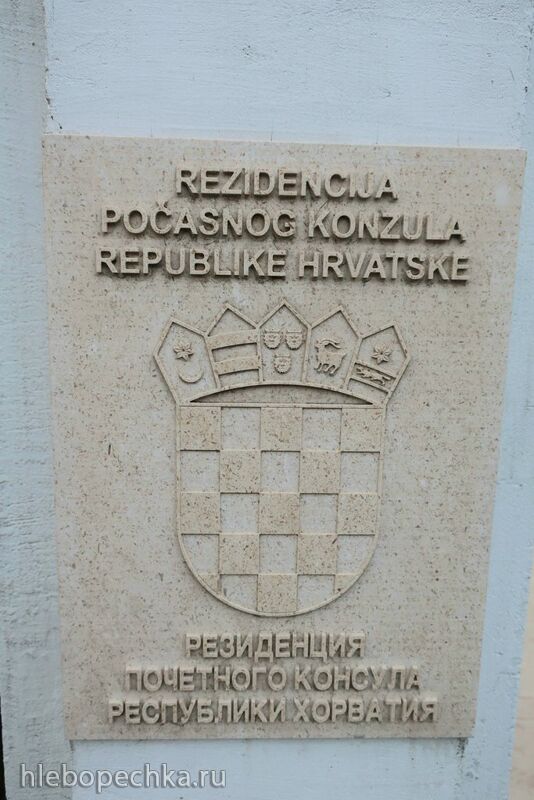 REZIDENCIJA
POČASNOG KONZULA
REPUBLIKE HRVATSKE
РЕЗИДЕНЦИЯ
ПОЧЕТНОГО КОНСУЛА
РЕСПУБЛИКИ ХОРВАТИЯ
hlebopechka.ru